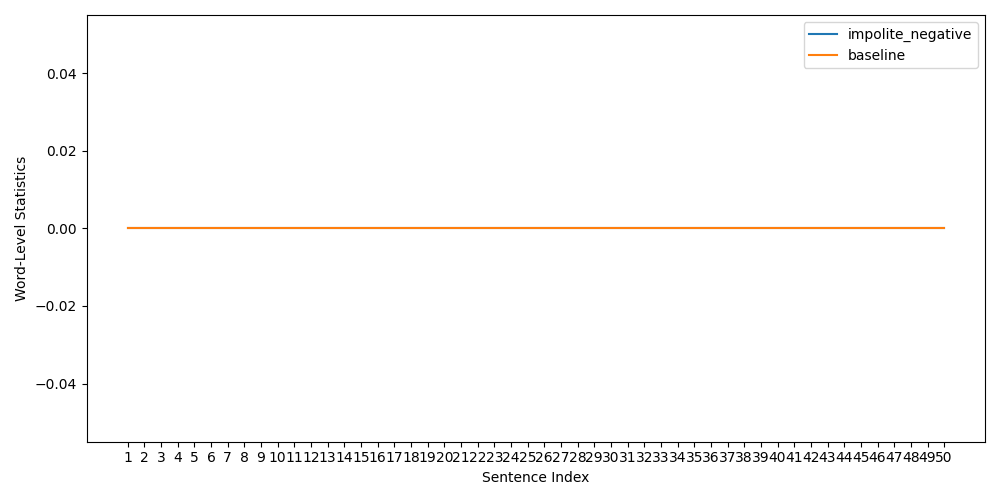 impolite_negative
baseline
0.04
0.02
0.00
−0.02
−0.04
Word-Level Statistics
1 2 3 4 5 6 7 8 9 10 11 12 13 14 15 16 17 18 19 20 21 22 23 24 25 26 27 28 29 30 31 32 33 34 35 36 37 38 39 40 41 42 43 44 45 46 47 48 49 50
Sentence Index